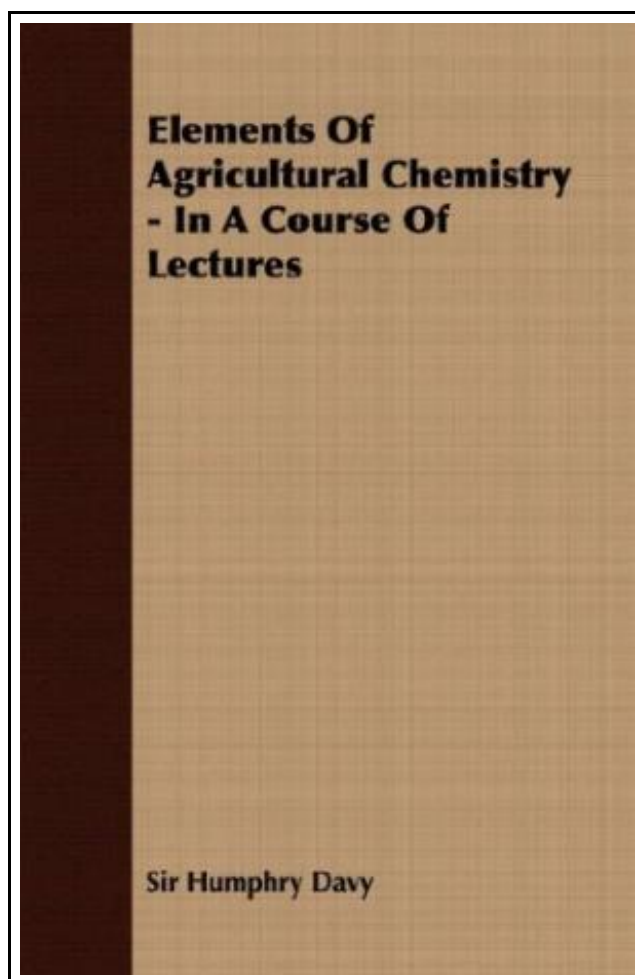 Elements Of
Agricultural Chemistry
- In A Course Of
Lectures
Sir Humphry Davy